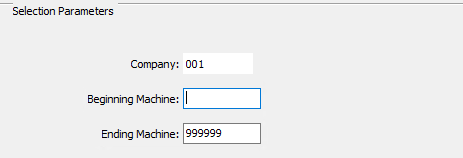 Selection Parameters
Company: 001
Beginning Machine:
Ending Machine: 999999